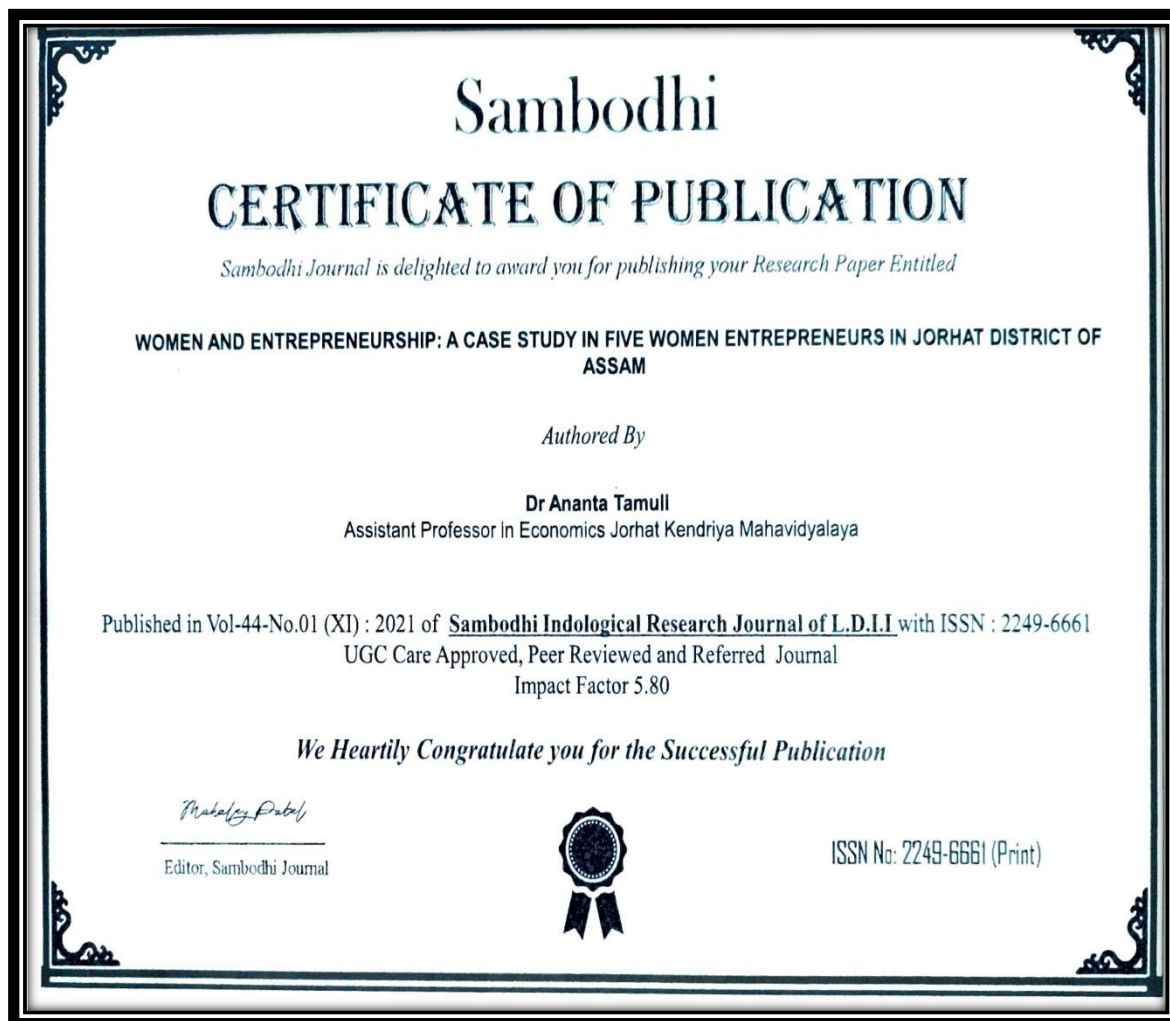 Sambodhi
CERTIFICATE OF PUBLICATION
Sambodhi Journal is delighted to award you for publishing your Research Paper Entitled
WOMEN AND ENTREPRENEURSHIP: A CASE STUDY IN FIVE WOMEN ENTREPRENEURS IN JORHAT DISTRICT OF
ASSAM
Authored By
Dr Ananta Tamuli
Assistant Professor in Economics Jorhat Kendriya Mahavidyalaya
Published in Vol-44-No.01 (XI) : 2021 of Sambodhi Indological Research Journal of L.D.I.I with ISSN : 2249-6661
UGC Care Approved, Peer Reviewed and Referred Journal
Impact Factor 5.80
We Heartily Congratulate you for the Successful Publication
Patel
Editor, Sambodhi Journal
ISSN No: 2249-6661 (Print)